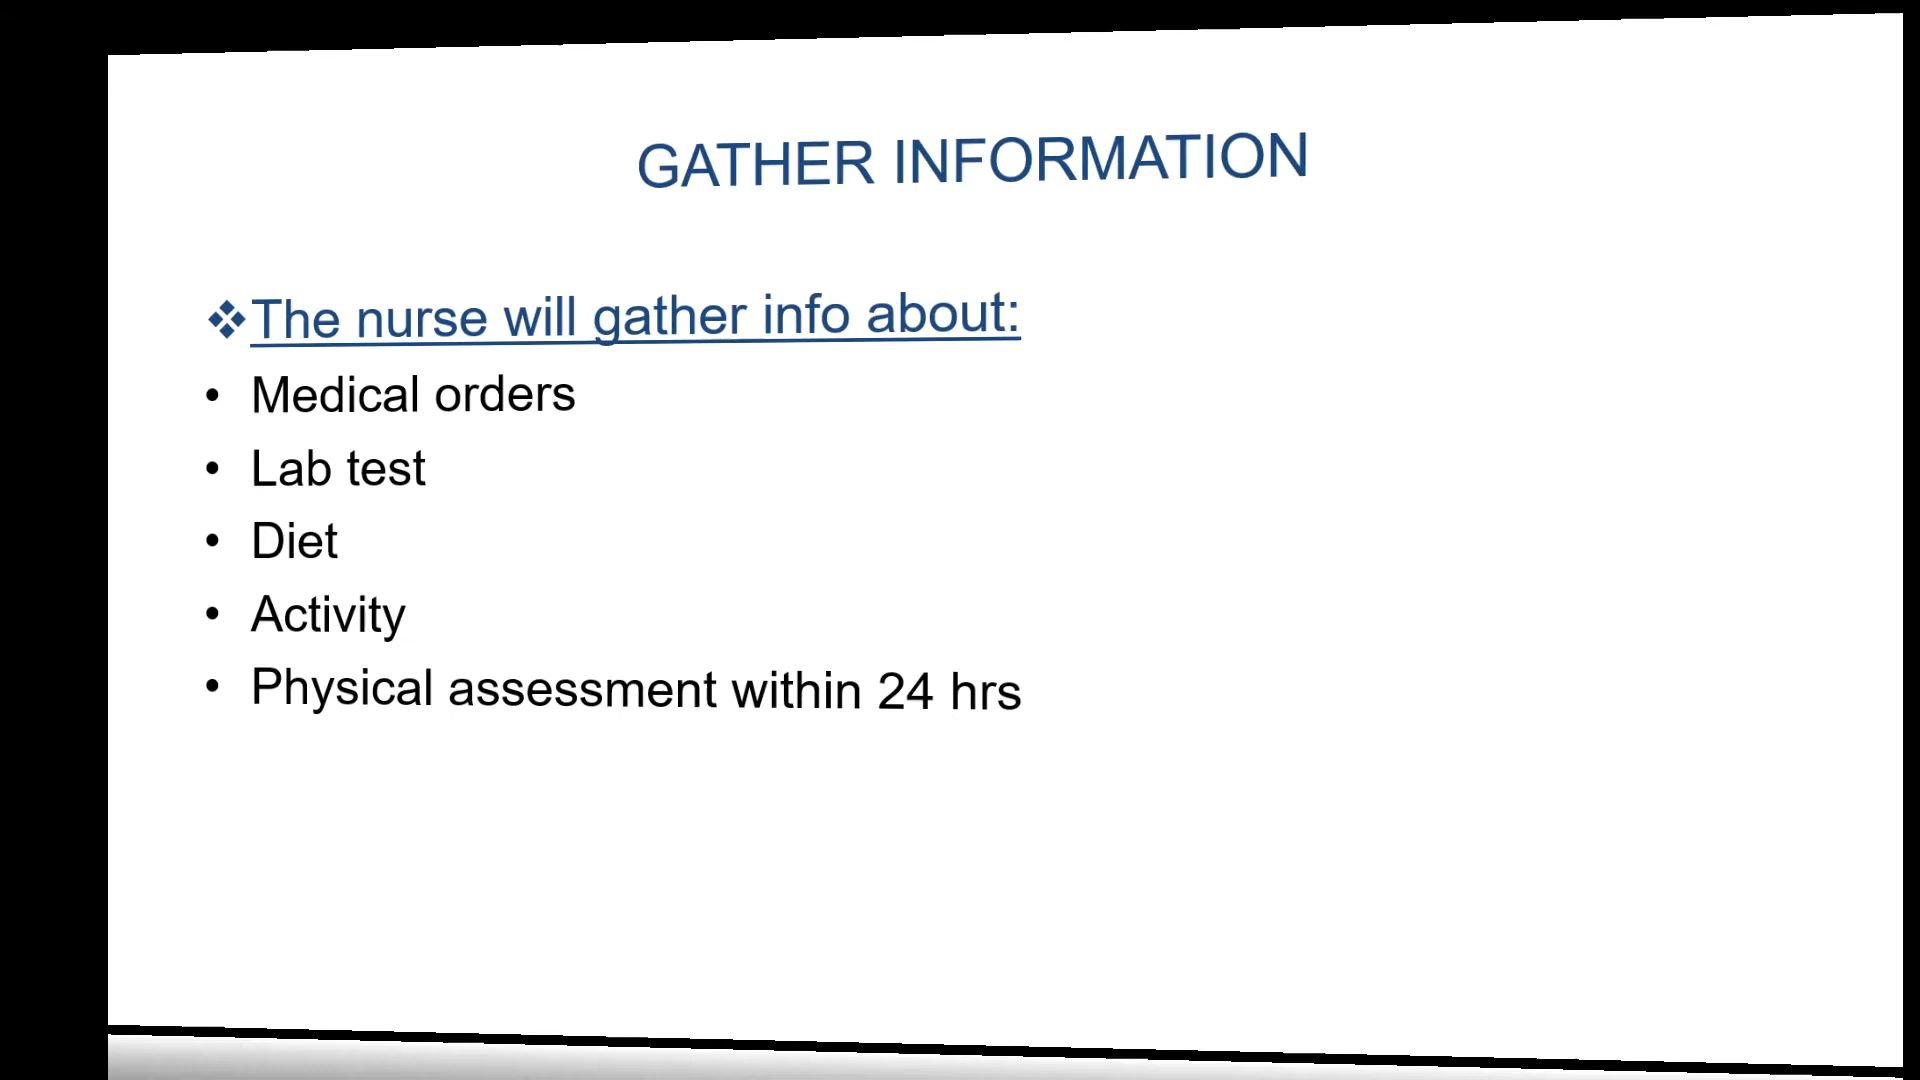 GATHER INFORMATION
❖The nurse will gather info about:
• Medical orders
• Lab test
• Diet
• Activity
• Physical assessment within 24 hrs